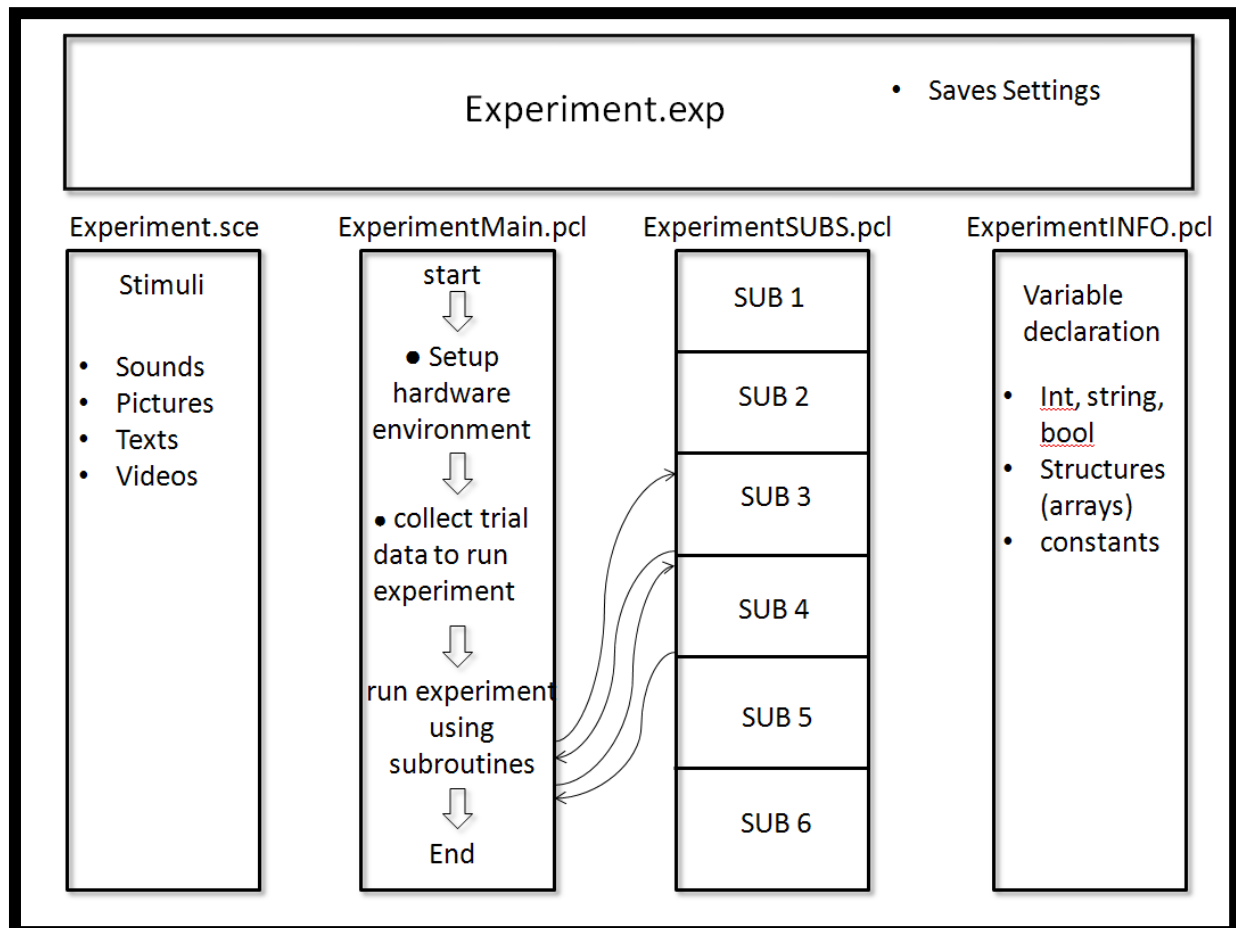 Experiment.exp
• Saves Settings
Experiment.sce
Stimuli
• Sounds
• Pictures
• Texts
• Videos
ExperimentMain.pcl
start
● Setup
hardware
environment
● collect trial
data to run
experiment
run experiment
using
subroutines
End
ExperimentSUBS.pcl
SUB 1
SUB 2
SUB 3
SUB 4
SUB 5
SUB 6
ExperimentINFO.pcl
Variable
declaration
• Int, string,
bool
• Structures
(arrays)
• constants